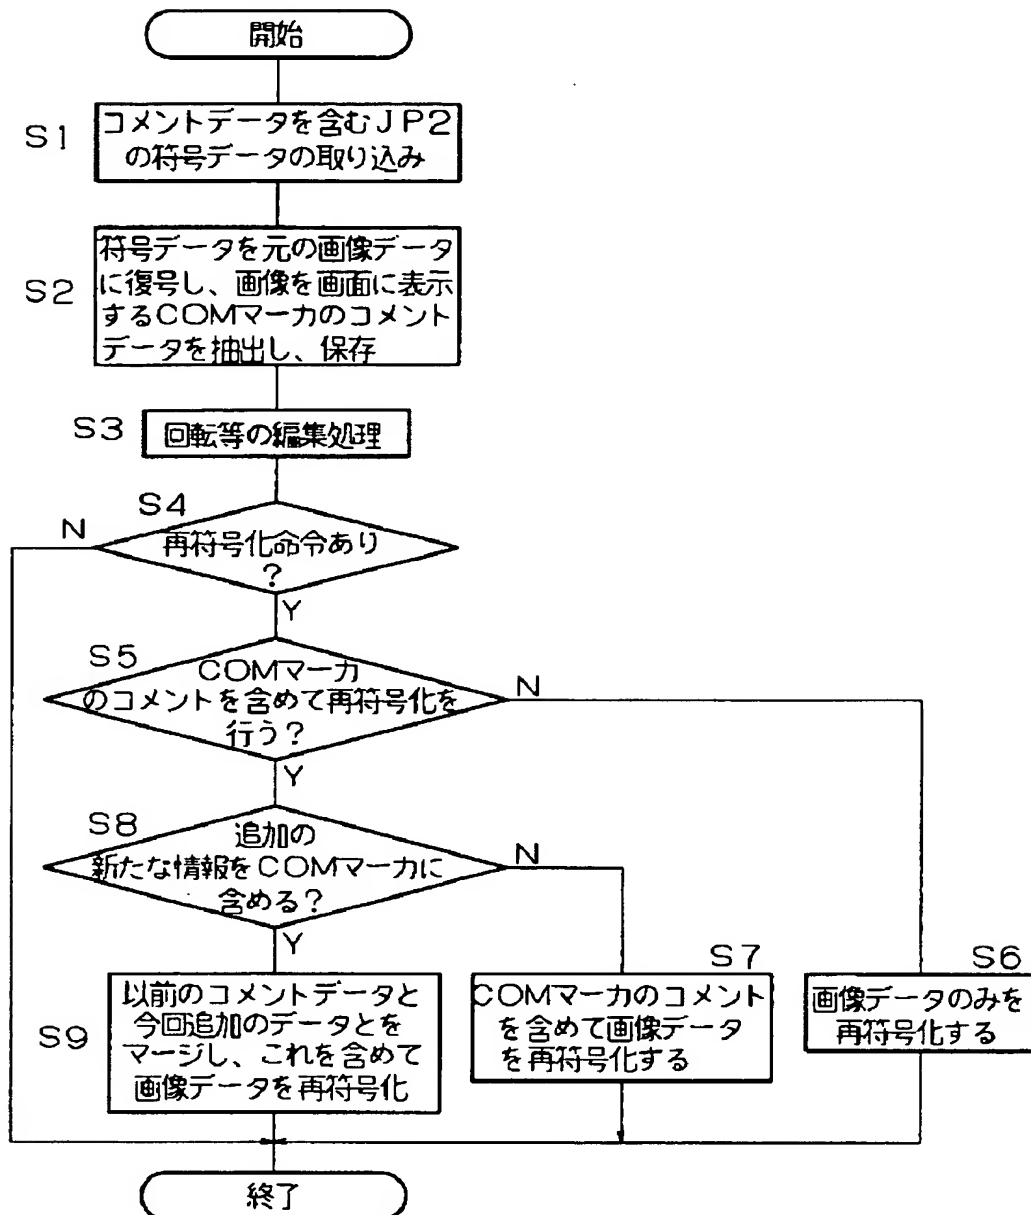 開始
S1
コメントデータを含むJP2
の符号データの取り込み
S2
符号データを元の画像データ
に復号し、画像を画面に表示
するCOMマーカのコメント
データを抽出し、保存
S3
回転等の編集処理
S4
N
再符号化命令あり
?
Y
S5
COMマーカ
のコメントを含めて再符号化を
行う?
N
Y
S8
追加の
新たな情報をCOMマーカに
含める?
N
Y
S9
以前のコメントデータと
今回追加のデータとを
マージし、これを含めて
画像データを再符号化
S7
COMマーカのコメント
を含めて画像データ
を再符号化する
S6
画像データのみを
再符号化する
終了